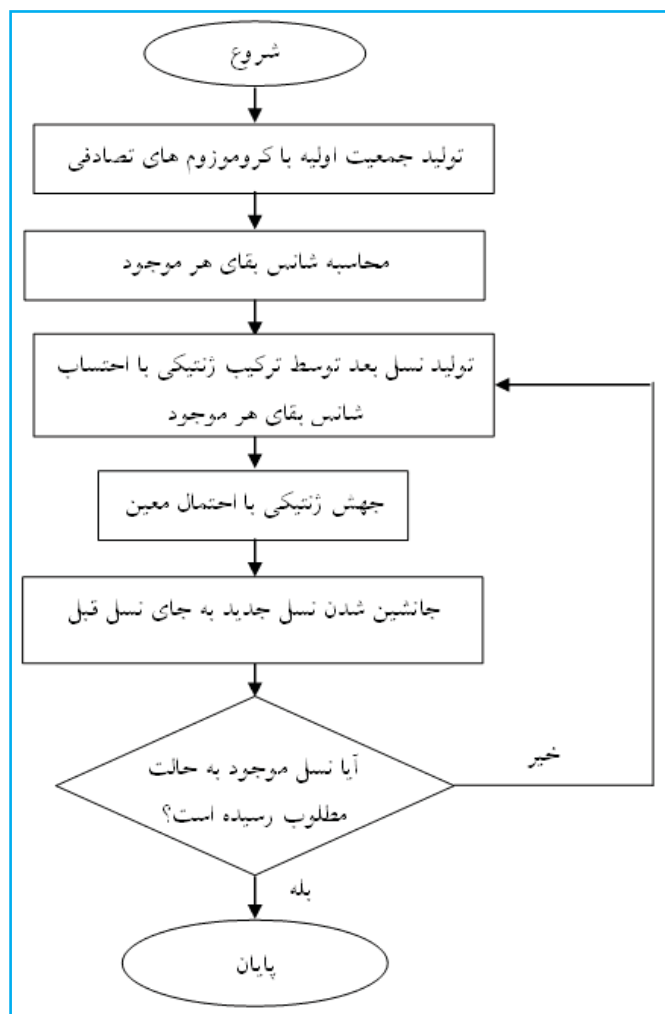 شروع
تولید جمعیت اولیه با کروموزوم های تصادفی
محاسبه شانس بقای هر موجود
تولید نسل بعد توسط ترکیب ژنتیکی با احتساب
شانس بقای هر موجود
جهش ژنتیکی با احتمال معین
جانشین شدن نسل جدید به جای نسل قبل
آیا نسل موجود به حالت
مطلوب رسیده است؟
خیر
بله
پایان